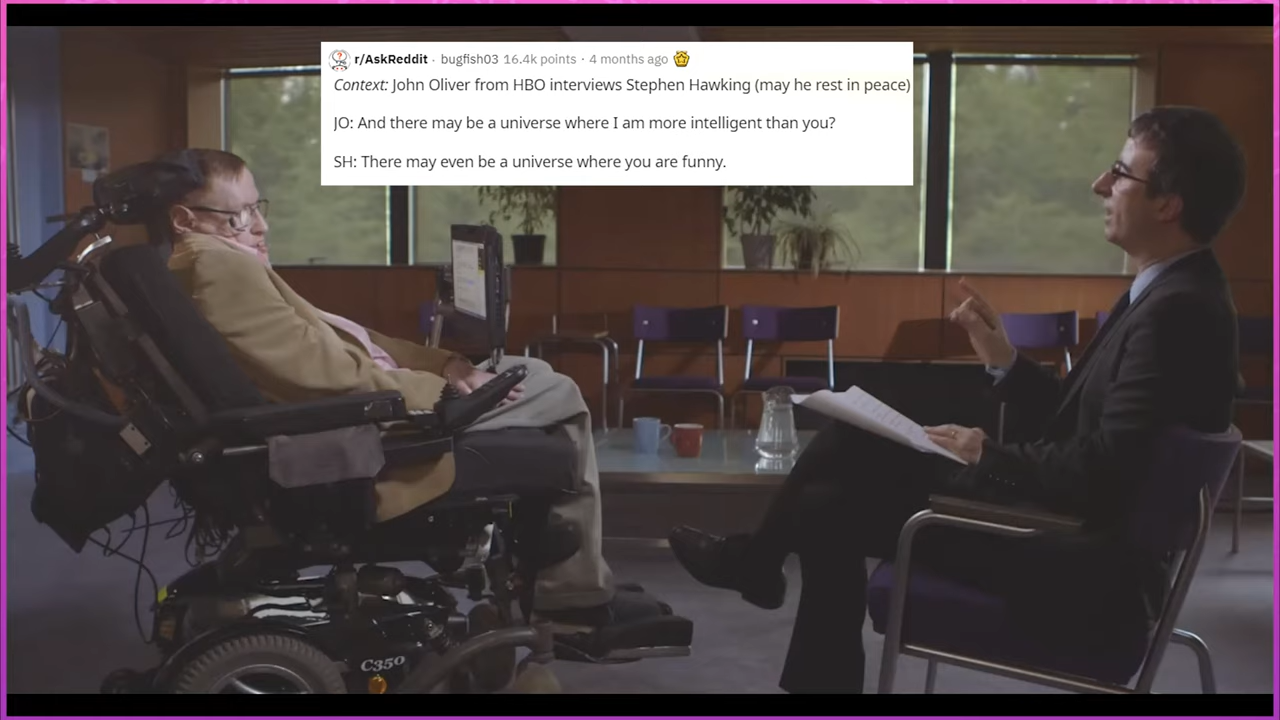 r/AskReddit · bugfish03 16.4k points · 4 months ago
Context: John Oliver from HBO interviews Stephen Hawking (may he rest in peace)
JO: And there may be a universe where I am more intelligent than you?
SH: There may even be a universe where you are funny.
C350